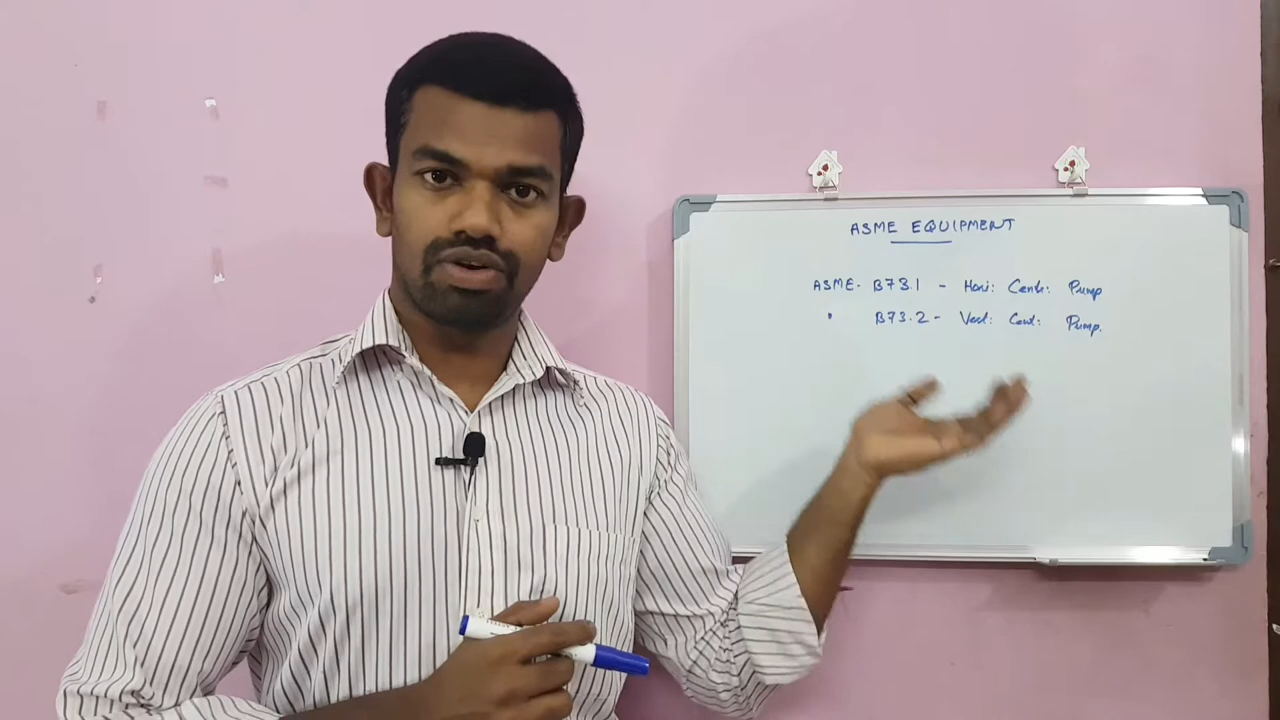 ASME EQUIPMENT
ASME - B73.1 - Hori: Centr: Pump
" B73.2 - Vert: Cent: Pump.